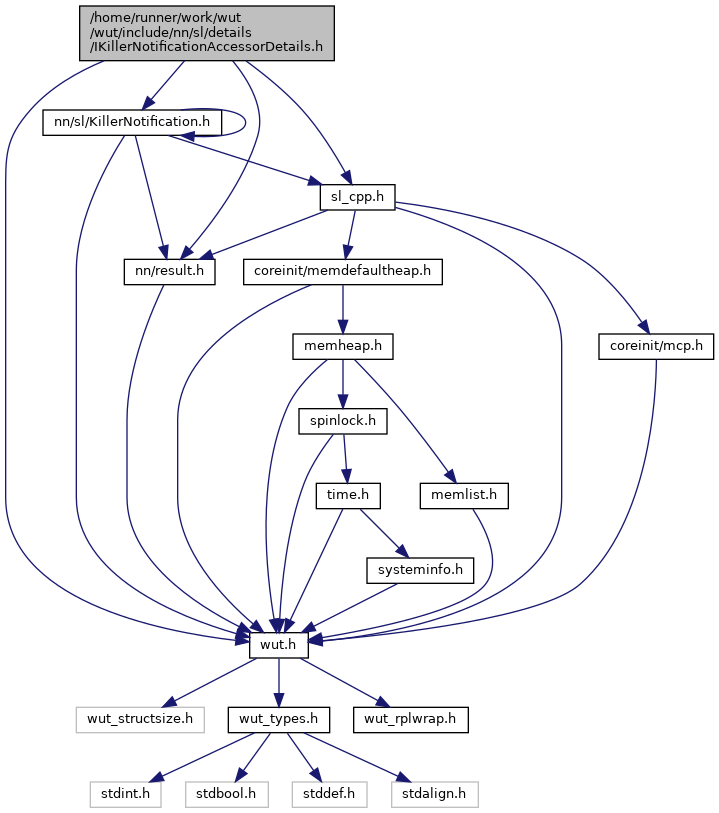 /home/runner/work/wut
/wut/include/nn/sl/details
/IKillerNotificationAccessorDetails.h
nn/sl/KillerNotification.h
sl_cpp.h
nn/result.h
coreinit/memdefaultheap.h
memheap.h
coreinit/mcp.h
spinlock.h
time.h
memlist.h
systeminfo.h
wut.h
wut_structsize.h
wut_types.h
wut_rplwrap.h
stdint.h
stdbool.h
stddef.h
stdalign.h